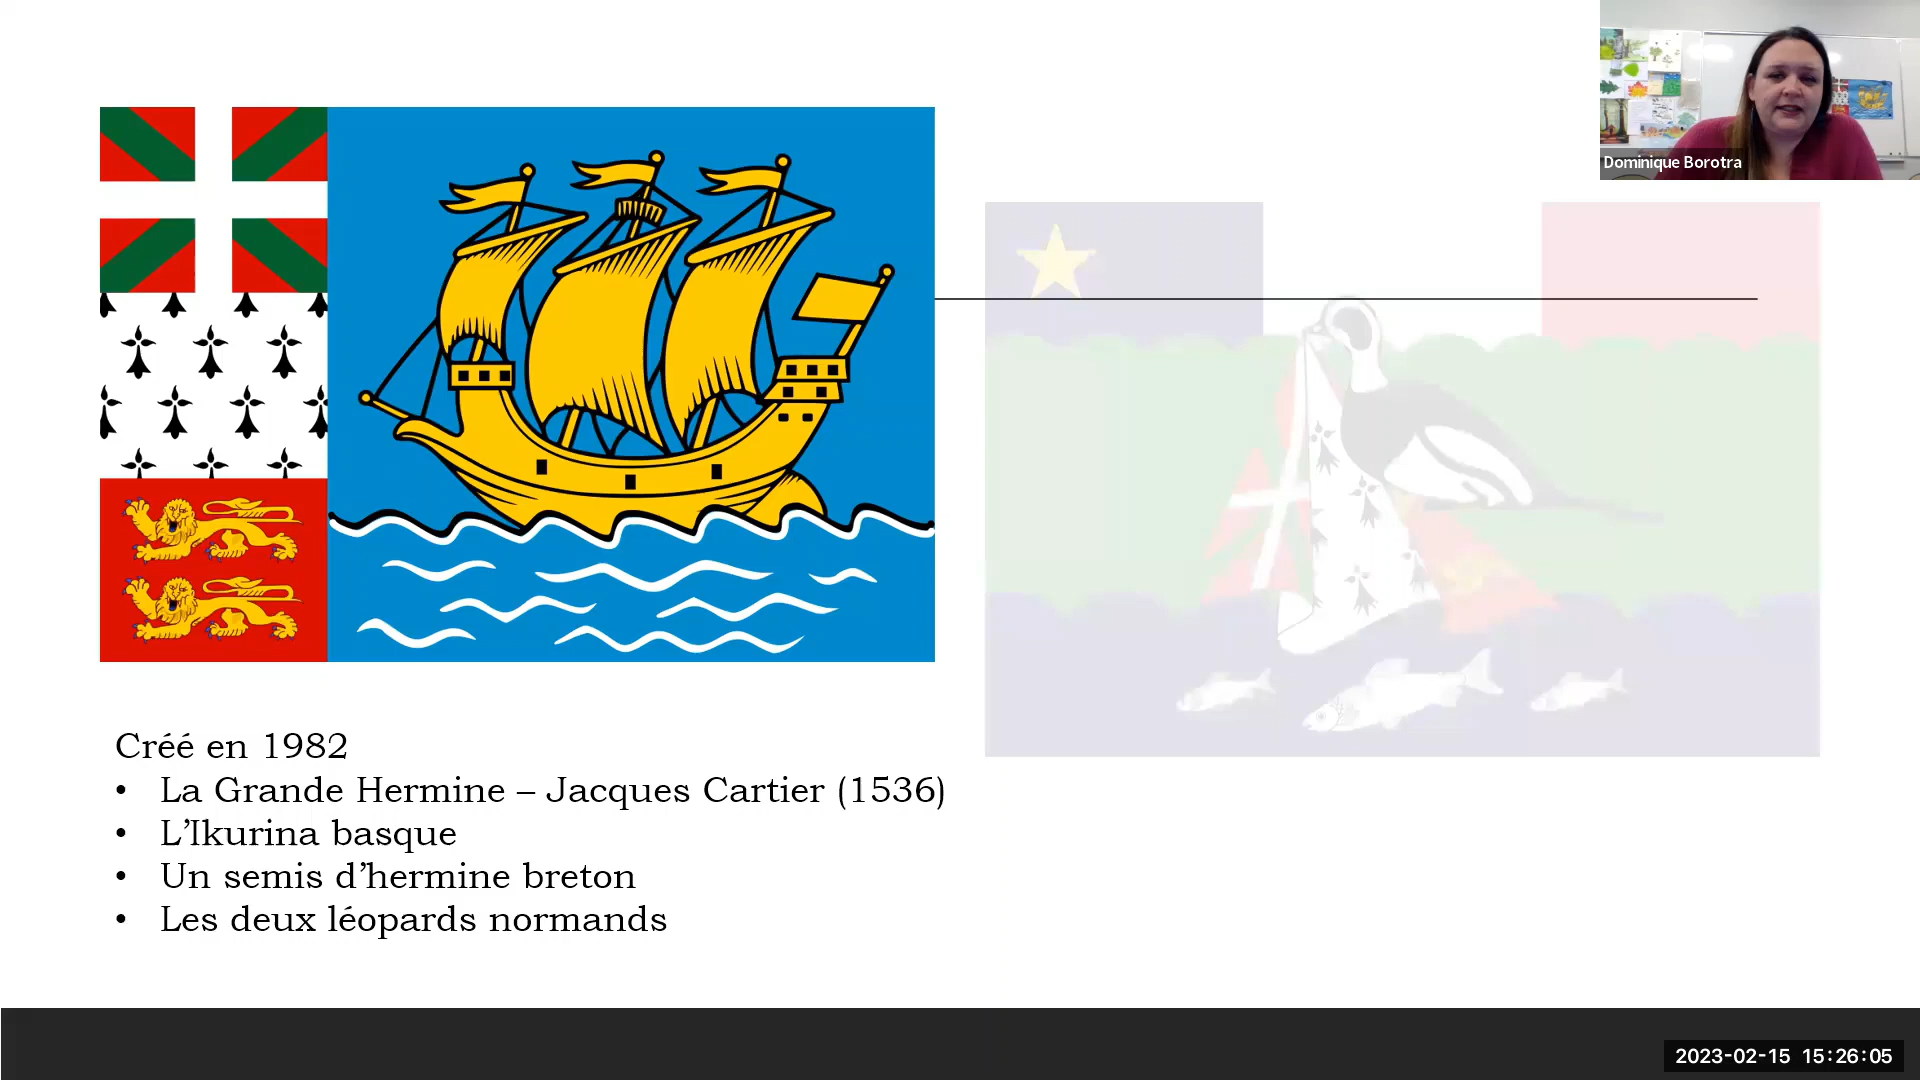 Dominique Borotra
Créé en 1982
• La Grande Hermine – Jacques Cartier (1536)
• L’Ikurina basque
• Un semis d’hermine breton
• Les deux léopards normands
2023-02-15 15:26:05